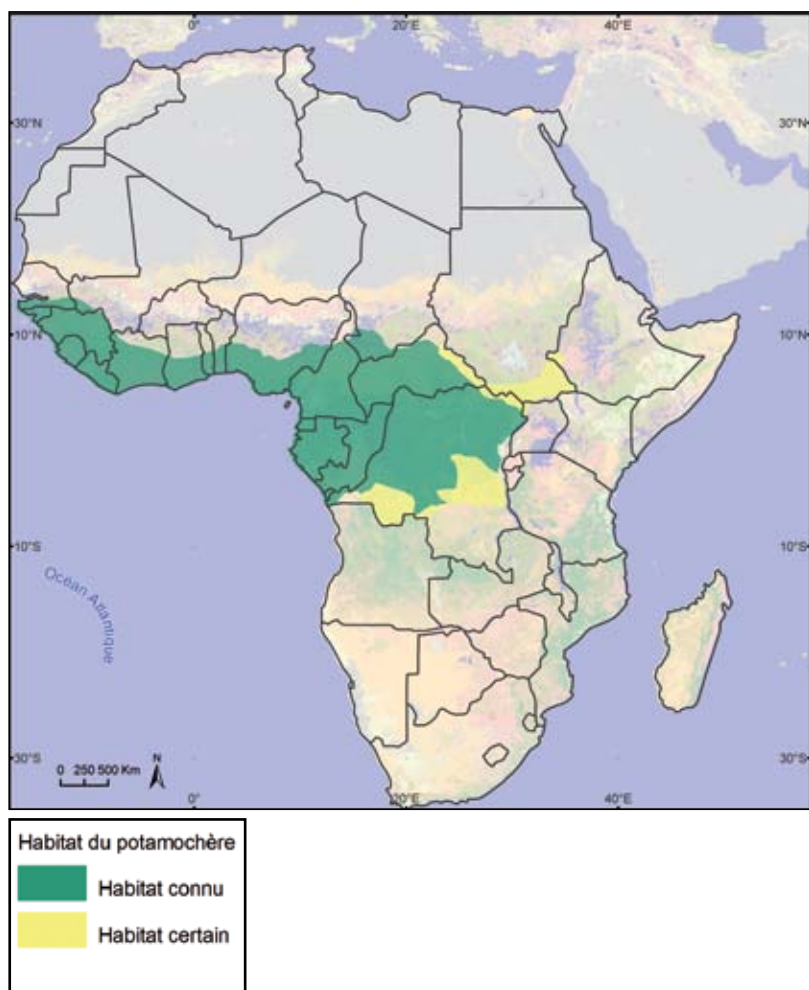 0° 20°E 40°E
30°N 30°N
10°N 10°N
10°S 10°S
Océan Atlantique
30°S 30°S
0 250 500 Km N
0° 20°E 40°E
Habitat du potamochère
Habitat connu
Habitat certain